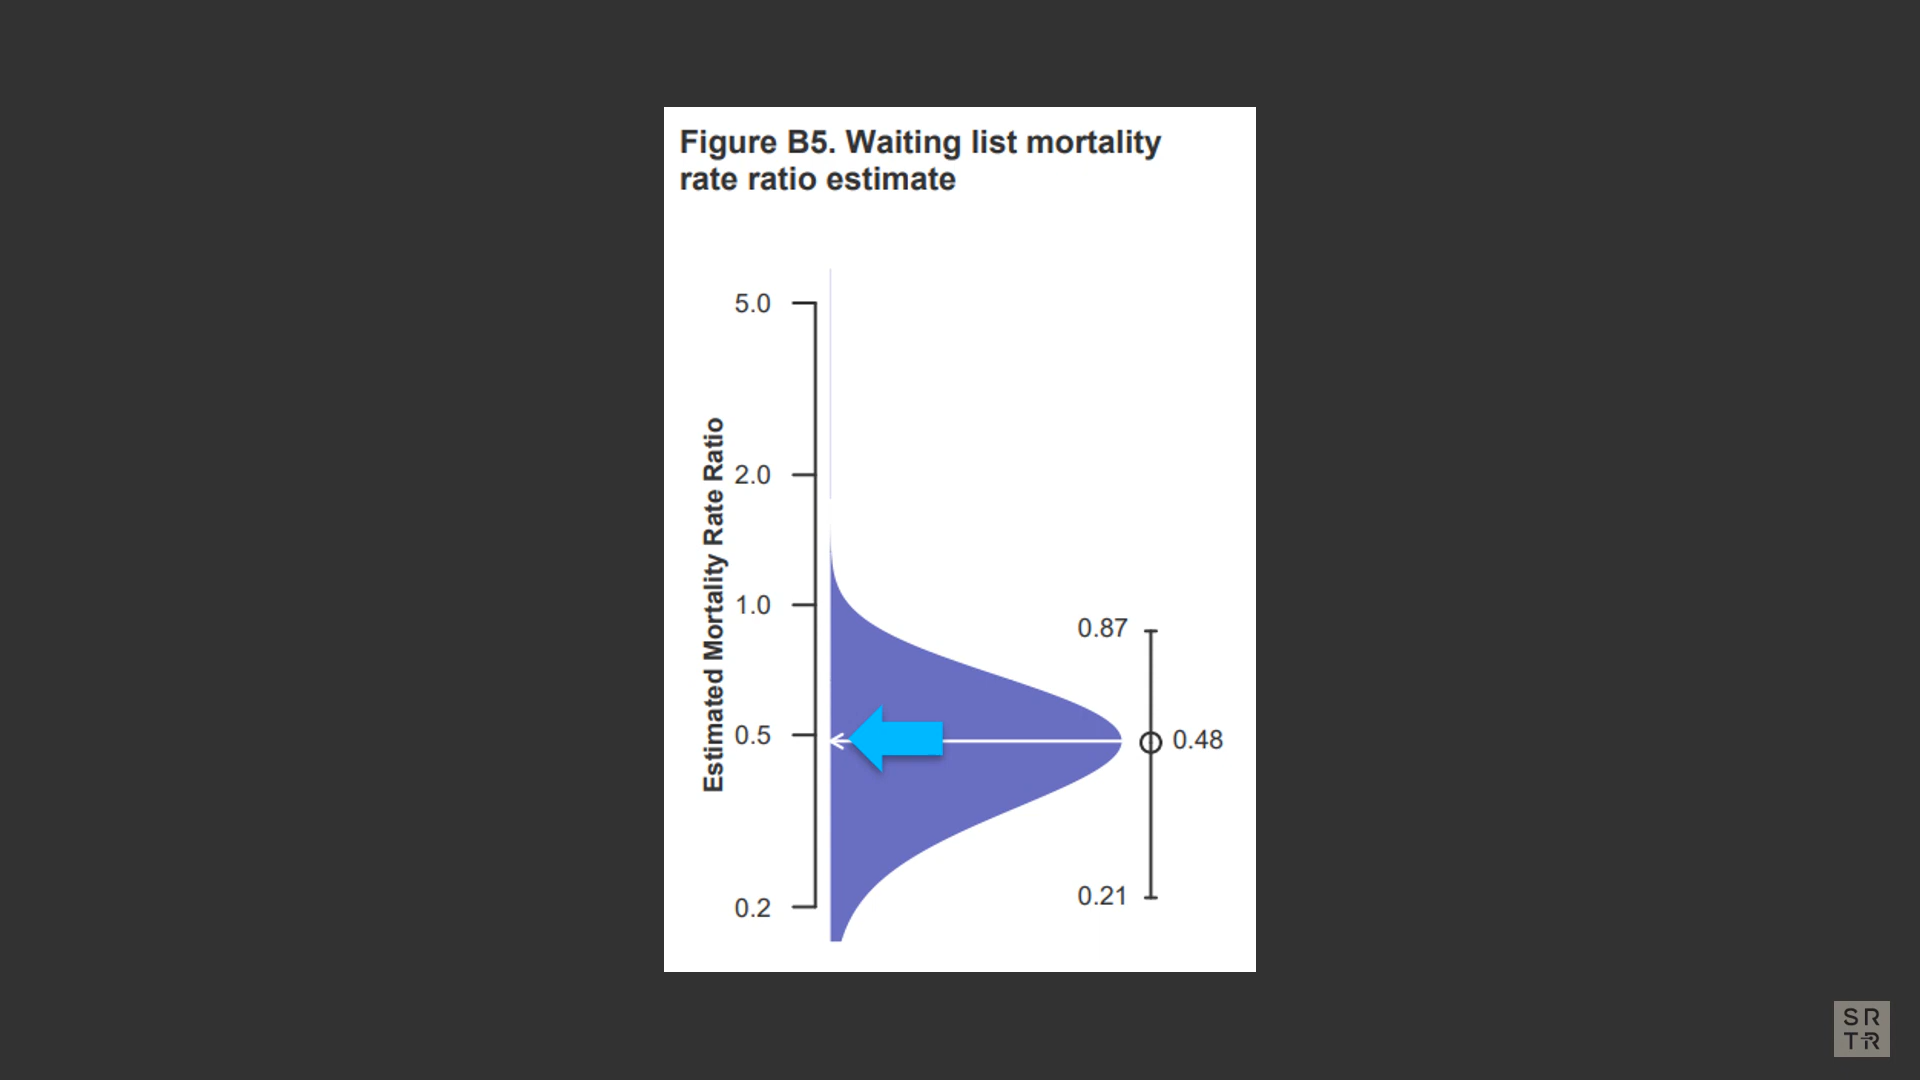 Figure B5. Waiting list mortality
rate ratio estimate
Estimated Mortality Rate Ratio
5.0
2.0
1.0
0.5
0.2
0.87
0.48
0.21
SR
TR